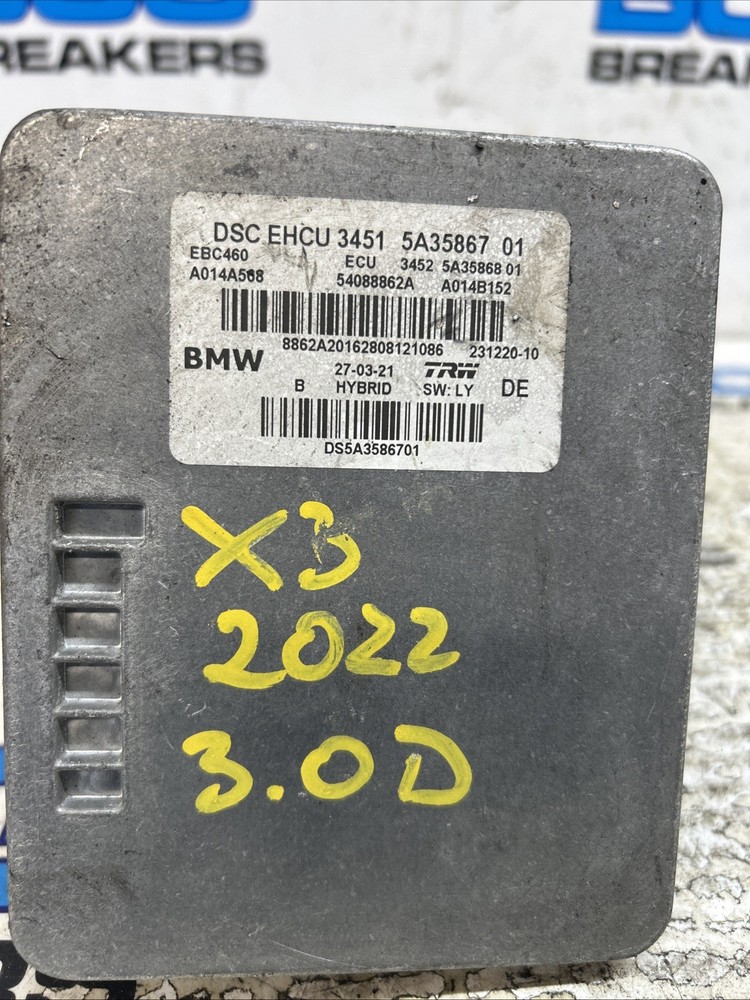 BREAKERS
BREAKERS
DSC EHCU 3451 5A35867 01
EBC460 ECU 3452 5A35868 01
A014A568 54088862A A014B152
8862A20162808121086 231220-10
BMW 27-03-21 TRW DE
B HYBRID SW: LY
DS5A3586701
X3
2022
3.0D